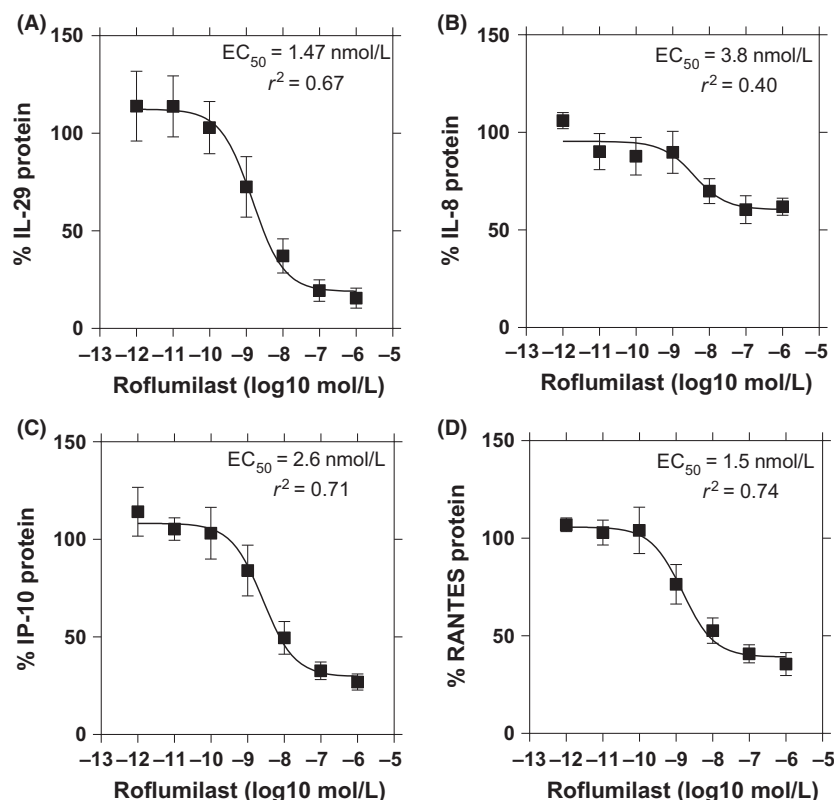 (A)
EC50 = 1.47 nmol/L
r2 = 0.67
150
100
50
0
% IL-29 protein
–13 –12 –11 –10 –9 –8 –7 –6 –5
Roflumilast (log10 mol/L)
(B)
EC50 = 3.8 nmol/L
r2 = 0.40
150
100
50
0
% IL-8 protein
–13 –12 –11 –10 –9 –8 –7 –6 –5
Roflumilast (log10 mol/L)
(C)
EC50 = 2.6 nmol/L
r2 = 0.71
150
100
50
0
% IP-10 protein
–13 –12 –11 –10 –9 –8 –7 –6 –5
Roflumilast (log10 mol/L)
(D)
EC50 = 1.5 nmol/L
r2 = 0.74
150
100
50
0
% RANTES protein
–13 –12 –11 –10 –9 –8 –7 –6 –5
Roflumilast (log10 mol/L)